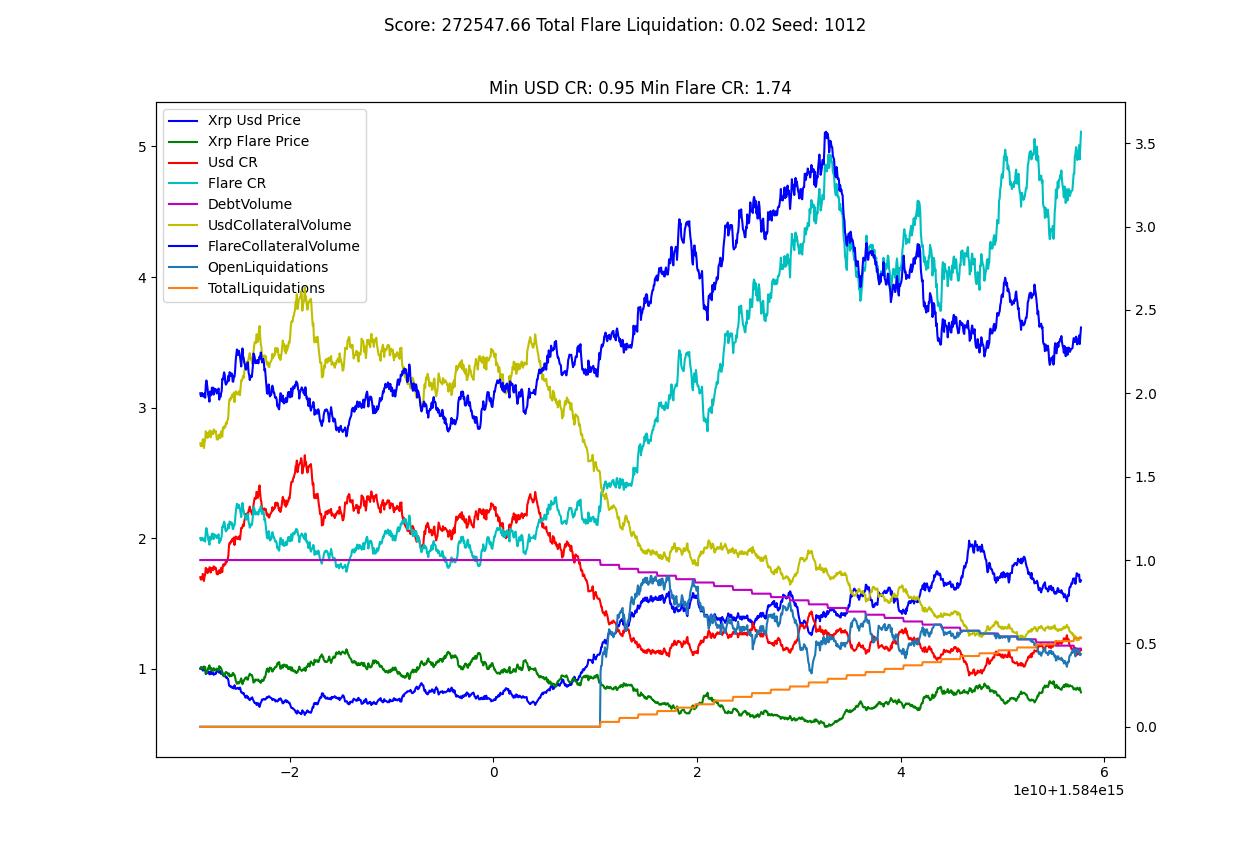 Score: 272547.66 Total Flare Liquidation: 0.02 Seed: 1012
Min USD CR: 0.95 Min Flare CR: 1.74
Xrp Usd Price
Xrp Flare Price
Usd CR
Flare CR
DebtVolume
UsdCollateralVolume
FlareCollateralVolume
OpenLiquidations
TotalLiquidations
5
4
3
2
1
3.5
3.0
2.5
2.0
1.5
1.0
0.5
0.0
−2
0
2
4
6
1e10+1.584e15